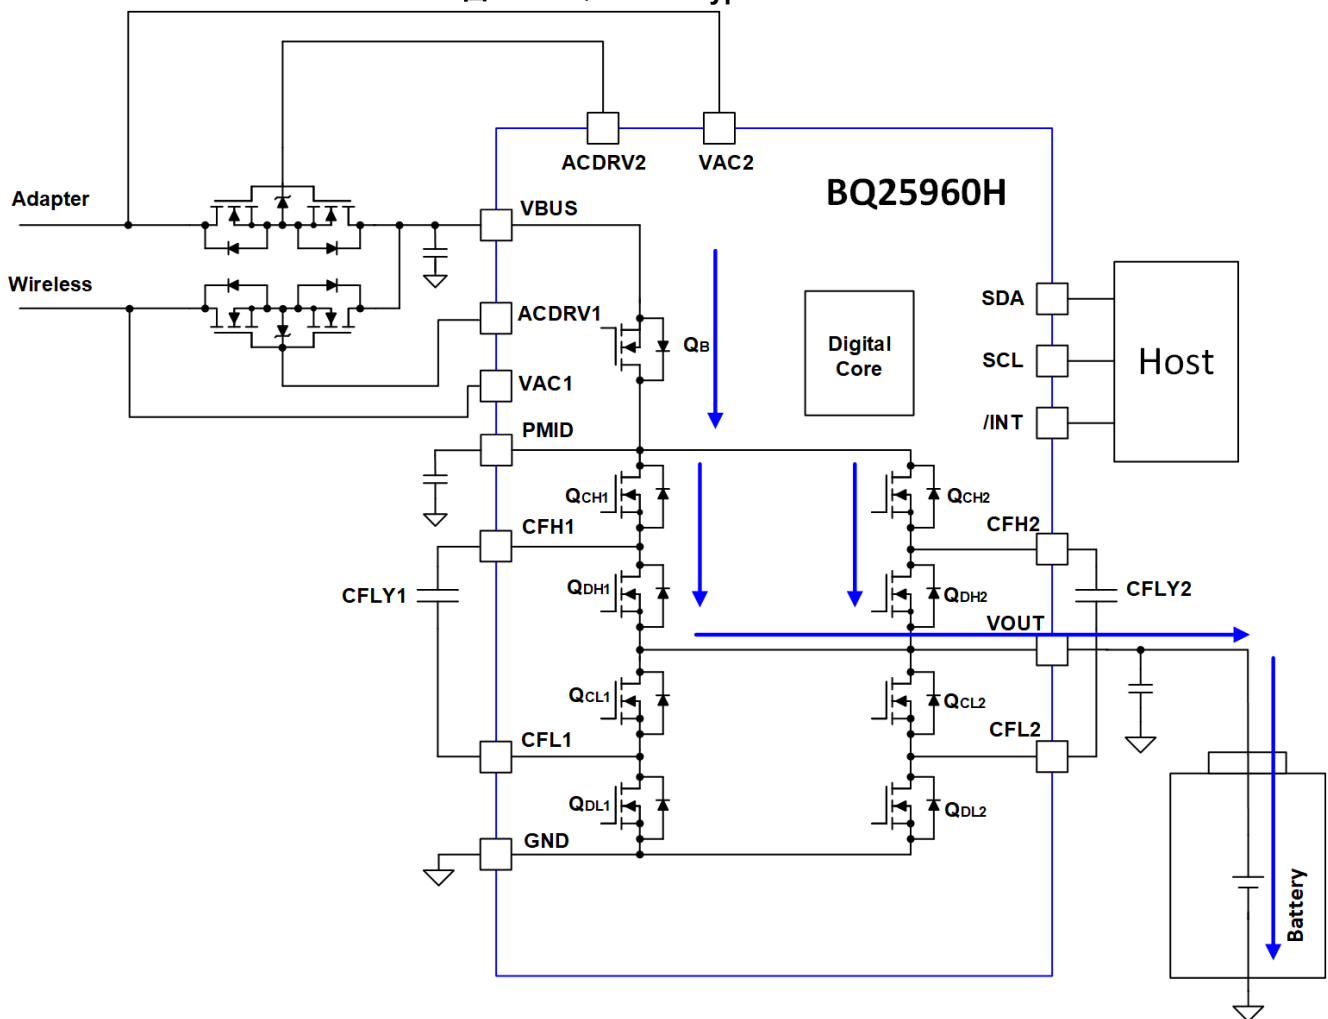 ACDRV2
VAC2
BQ25960H
Adapter
VBUS
Wireless
ACDRV1
QB
Digital
Core
SDA
SCL
/INT
Host
VAC1
PMID
QCH1
QCH2
CFH1
CFH2
CFLY1
QDH1
QDH2
CFLY2
VOUT
QCL1
QCL2
CFL1
CFL2
QDL1
QDL2
GND
Battery